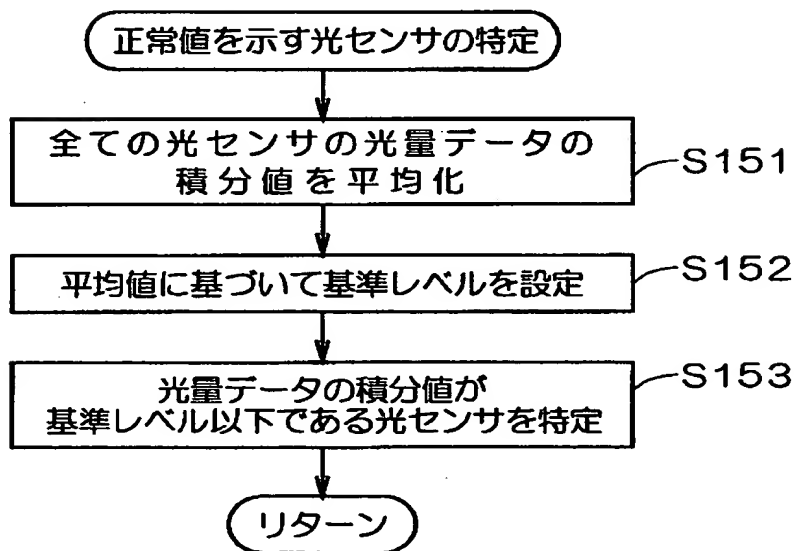 正常値を示す光センサの特定
全ての光センサの光量データの
積分値を平均化
S151
平均値に基づいて基準レベルを設定
S152
光量データの積分値が
基準レベル以下である光センサを特定
S153
リターン